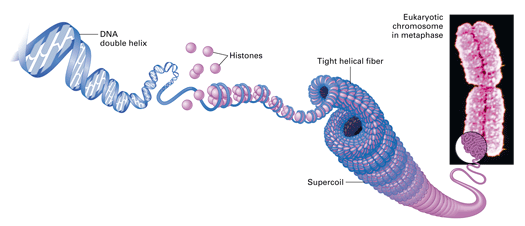 Eukaryotic
chromosome
in metaphase
DNA
double helix
Histones
Tight helical fiber
Supercoil